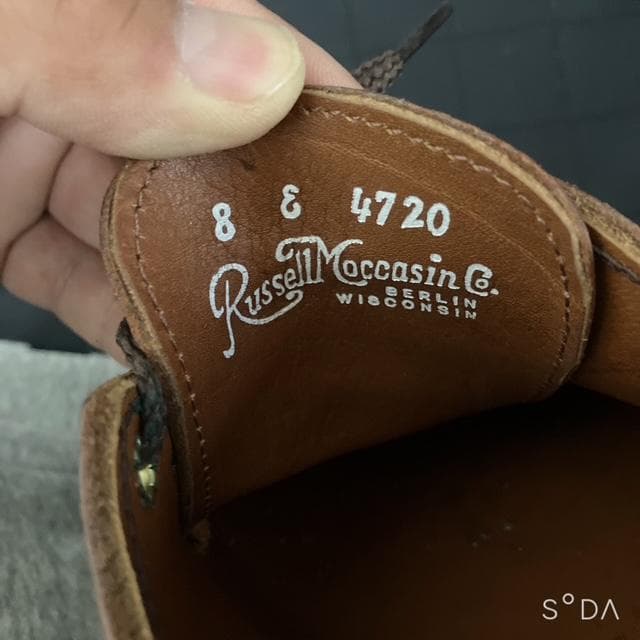 8 E 4720
Russell Moccasin Co.
BERLIN
WISCONSIN
S°DA